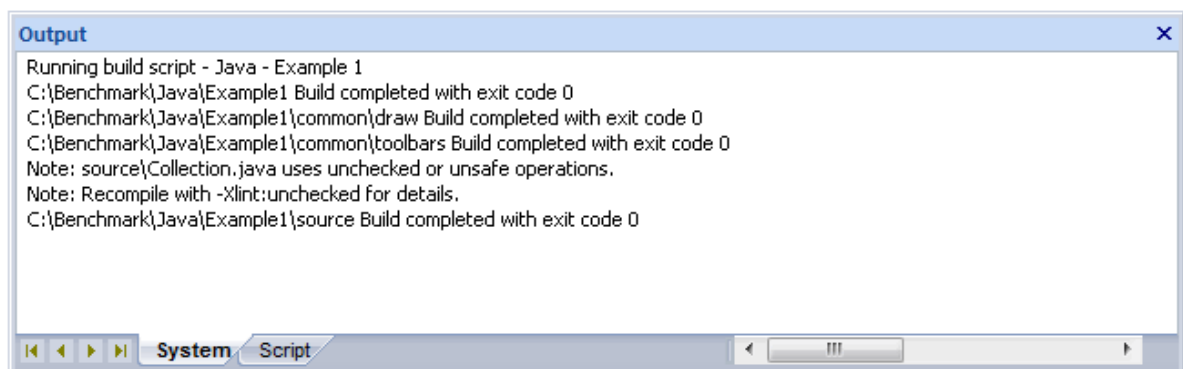 Output
Running build script - Java - Example 1
C:\Benchmark\Java\Example1 Build completed with exit code 0
C:\Benchmark\Java\Example1\common\draw Build completed with exit code 0
C:\Benchmark\Java\Example1\common\toolbars Build completed with exit code 0
Note: source\Collection.java uses unchecked or unsafe operations.
Note: Recompile with -Xlint:unchecked for details.
C:\Benchmark\Java\Example1\source Build completed with exit code 0
System Script